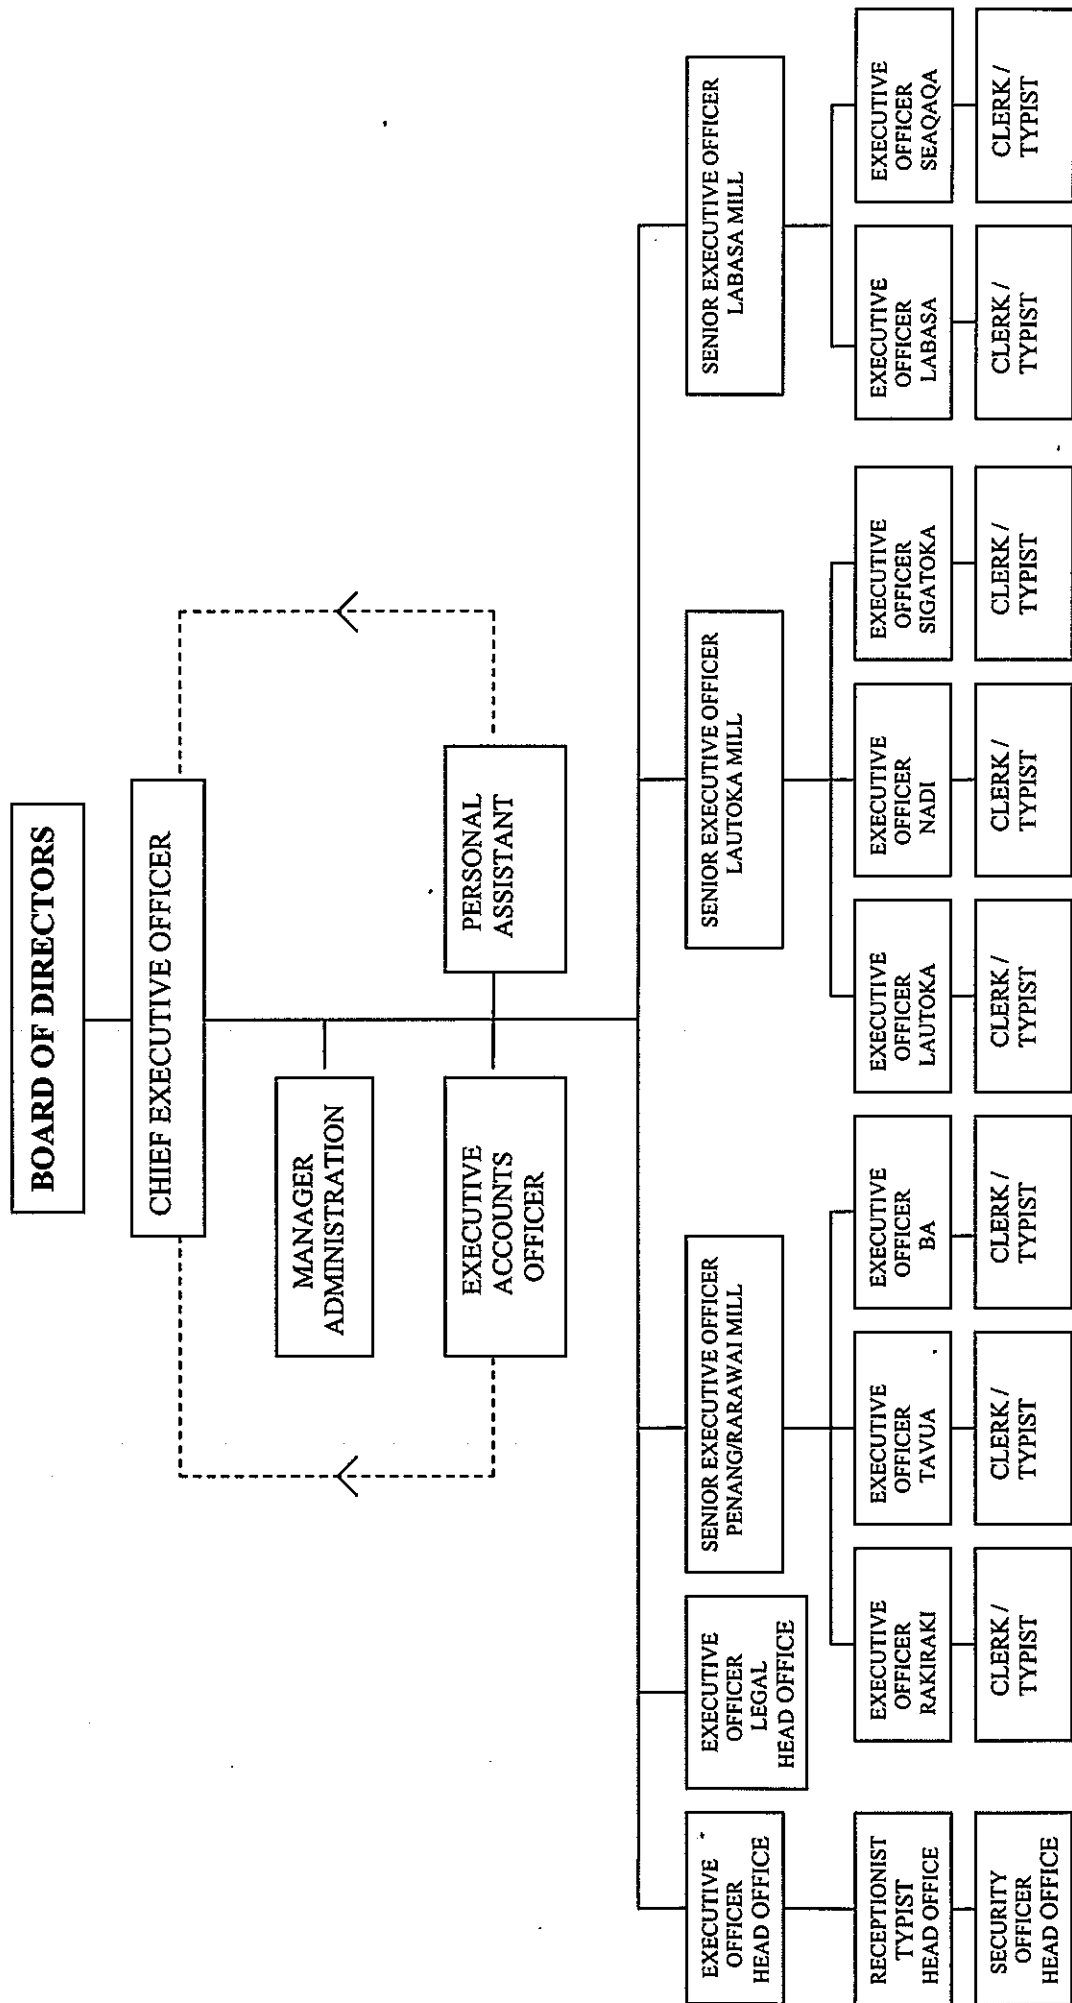 BOARD OF DIRECTORS
CHIEF EXECUTIVE OFFICER
MANAGER
ADMINISTRATION
EXECUTIVE
ACCOUNTS
OFFICER
PERSONAL
ASSISTANT
EXECUTIVE
OFFICER
HEAD OFFICE
EXECUTIVE
OFFICER
LEGAL
HEAD OFFICE
SENIOR EXECUTIVE OFFICER
PENANG/RARAWAI MILL
SENIOR EXECUTIVE OFFICER
LAUTOKA MILL
SENIOR EXECUTIVE OFFICER
LABASA MILL
RECEPTIONIST
TYPIST
HEAD OFFICE
EXECUTIVE
OFFICER
RAKIRAKI
EXECUTIVE
OFFICER
TAVUA
EXECUTIVE
OFFICER
BA
EXECUTIVE
OFFICER
LAUTOKA
EXECUTIVE
OFFICER
NADI
EXECUTIVE
OFFICER
SIGATOKA
EXECUTIVE
OFFICER
LABASA
EXECUTIVE
OFFICER
SEAQAQA
SECURITY
OFFICER
HEAD OFFICE
CLERK /
TYPIST
CLERK /
TYPIST
CLERK /
TYPIST
CLERK /
TYPIST
CLERK /
TYPIST
CLERK /
TYPIST
CLERK /
TYPIST
CLERK /
TYPIST